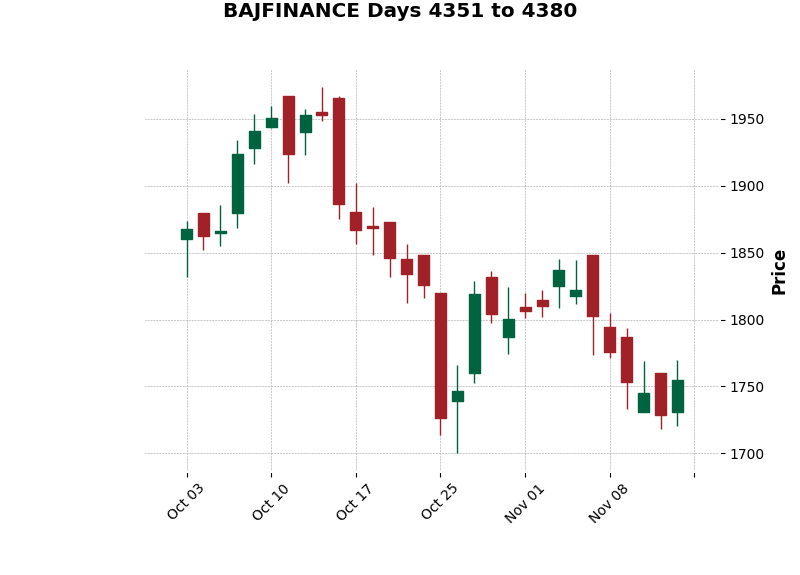 BAJFINANCE Days 4351 to 4380
1950
1900
1850
1800
1750
1700
Price
Oct 03
Oct 10
Oct 17
Oct 25
Nov 01
Nov 08